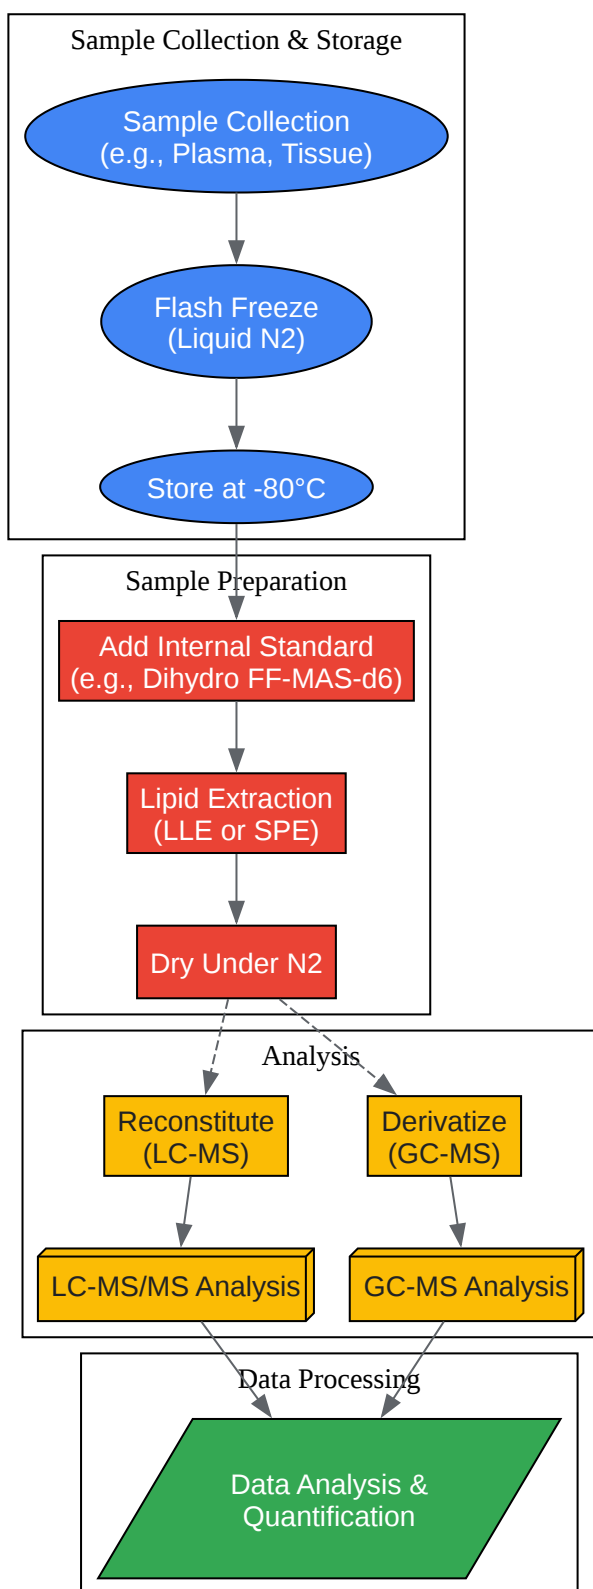 Sample Collection & Storage
Sample Collection
(e.g., Plasma, Tissue)
Flash Freeze
(Liquid N2)
Store at -80°C
Sample Preparation
Add Internal Standard
(e.g., Dihydro FF-MAS-d6)
Lipid Extraction
(LLE or SPE)
Dry Under N2
Analysis
Reconstitute
(LC-MS)
Derivatize
(GC-MS)
LC-MS/MS Analysis
GC-MS Analysis
Data Processing
Data Analysis &
Quantification